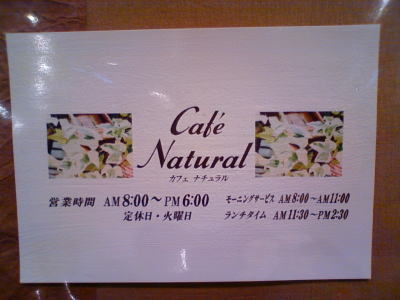 Café
Natural
カフェ ナチュラル
営業時間 AM8:00～PM6:00
定休日・火曜日
モーニングサービス AM8:00～AM11:00
ランチタイム AM11:30～PM2:30